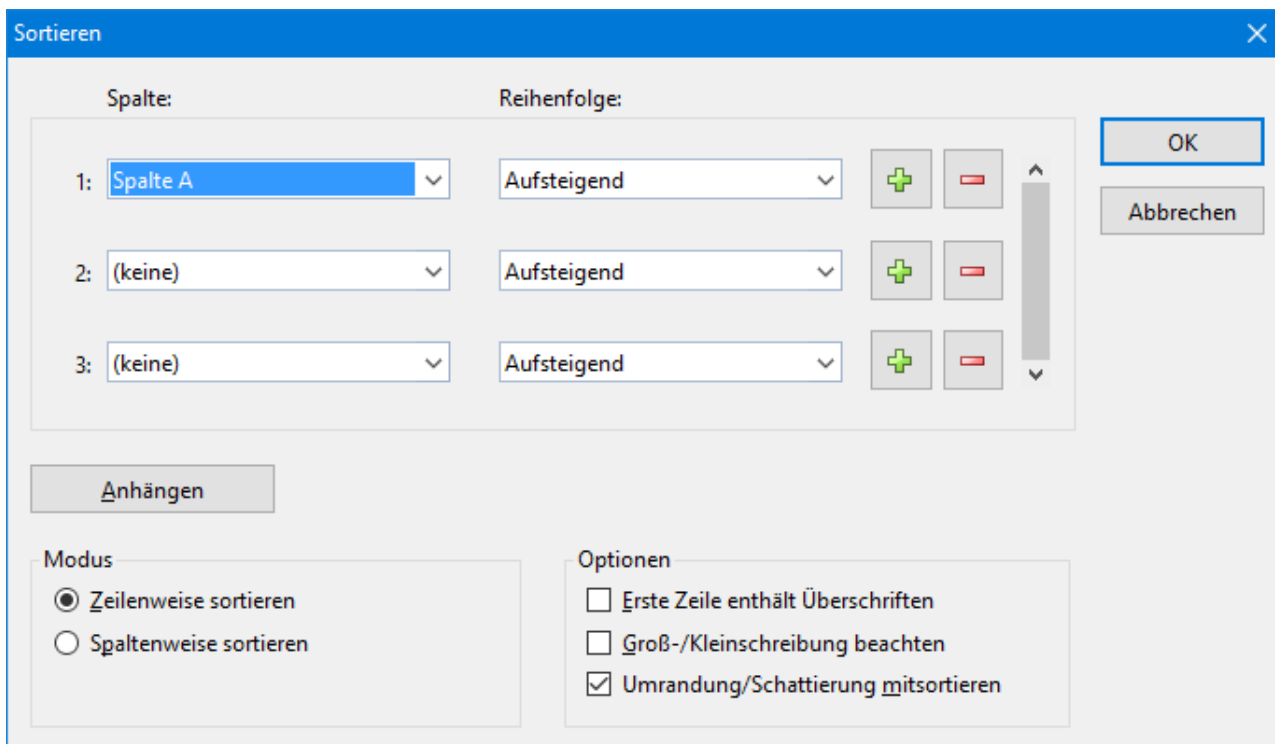 Sortieren
Spalte: Reihenfolge:
1: Spalte A Aufsteigend
OK
2: (keine) Aufsteigend
Abbrechen
3: (keine) Aufsteigend
Anhängen
Modus
Zeilenweise sortieren
Spaltenweise sortieren
Optionen
Erste Zeile enthält Überschriften
Groß-/Kleinschreibung beachten
Umrandung/Schattierung mitsortieren